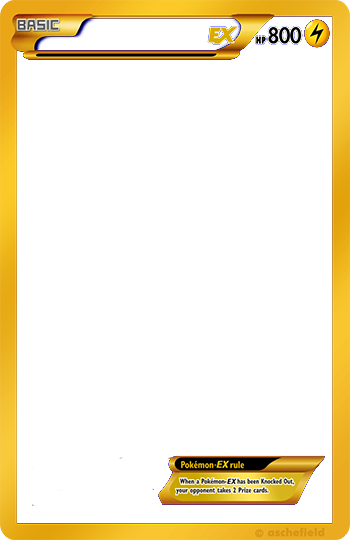 BASIC
EX HP 800
Pokémon-EX rule
When a Pokémon-EX has been Knocked Out,
your opponent takes 2 Prize cards.
© aschefield